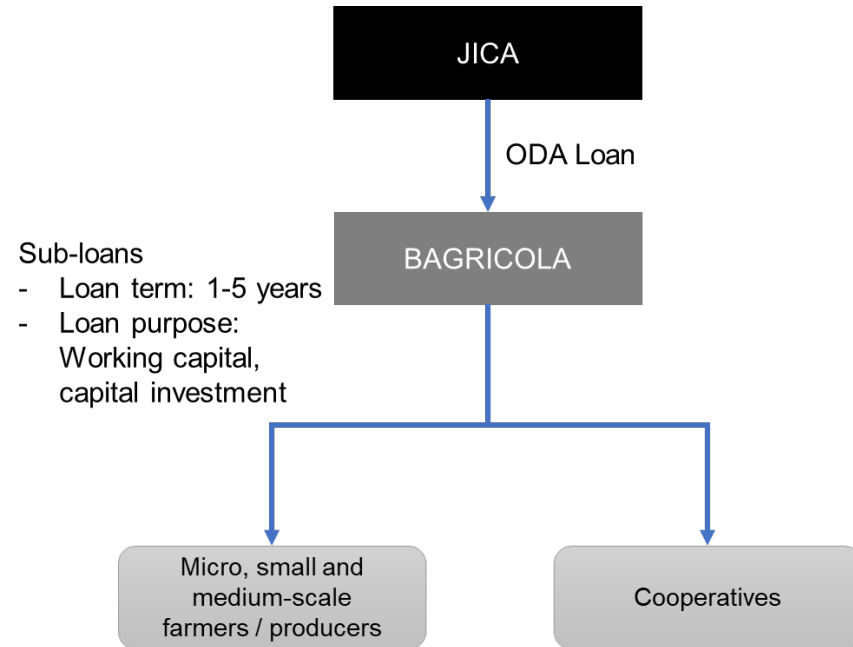 JICA
ODA Loan
BAGRICOLA
Sub-loans
- Loan term: 1-5 years
- Loan purpose:
Working capital,
capital investment
Micro, small and
medium-scale
farmers / producers
Cooperatives